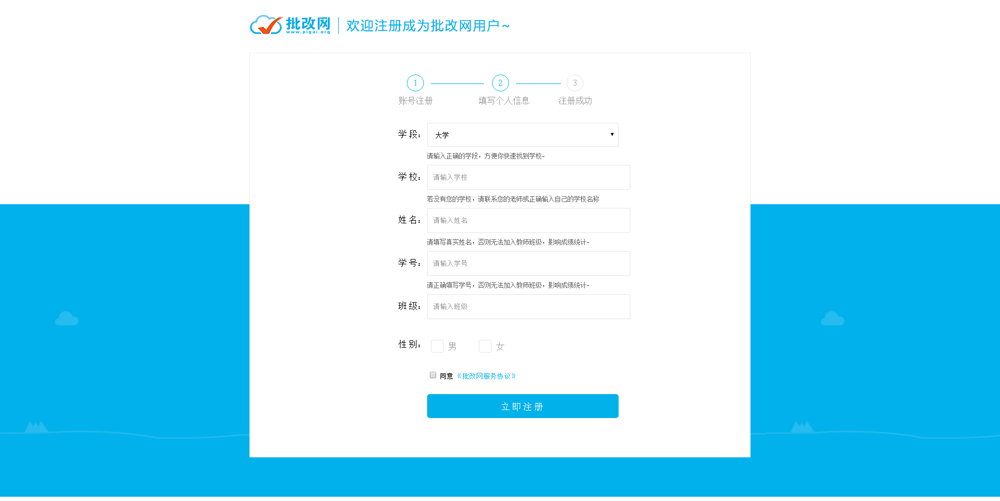 批改网 欢迎注册成为批改网用户~
www.pigai.org
1 2 3
账号注册 填写个人信息 注册成功
学 段： 大学
请输入正确的学段，方便你快速找到学校~
学 校： 请输入学校
若没有您的学校，请联系您的老师或正确输入自己的学校名称
姓 名： 请输入姓名
请填写真实姓名，否则无法加入教师班级，影响成绩统计~
学 号： 请输入学号
请正确填写学号，否则无法加入教师班级，影响成绩统计~
班 级： 请输入班级
性 别： 男 女
同意《批改网服务协议》
立即注册